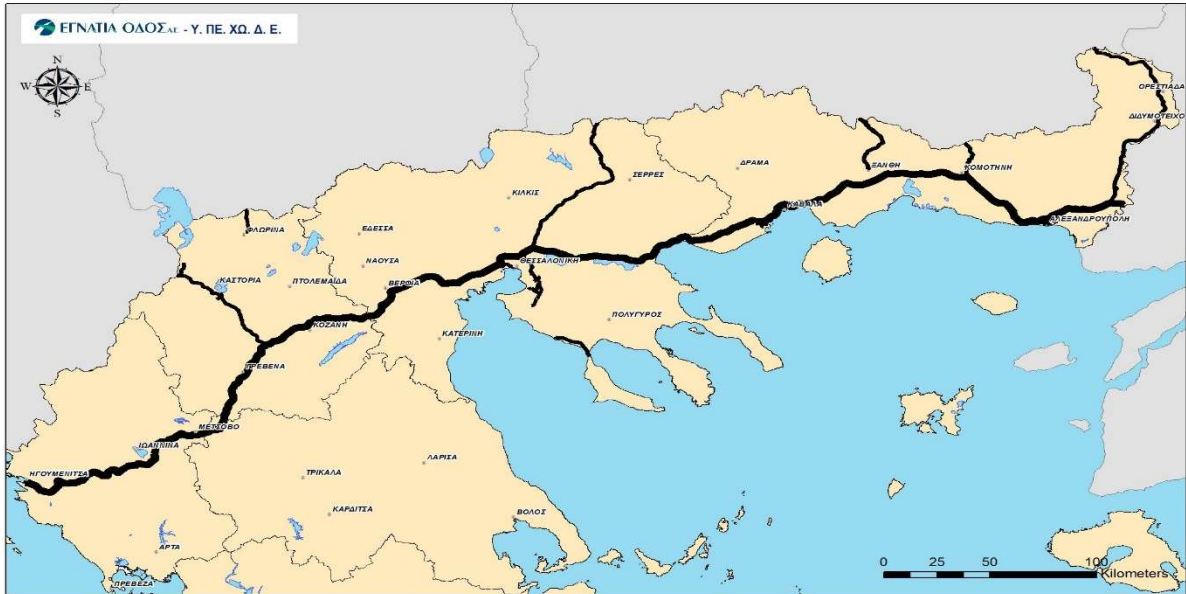 ΕΓΝΑΤΙΑ ΟΔΟΣ Α.Ε. - Υ. ΠΕ. ΧΩ. Δ. Ε.
N
W E
S
ΟΡΕΣΤΙΑΔΑ
ΔΙΔΥΜΟΤΕΙΧΟ
ΔΡΑΜΑ
ΞΑΝΘΗ
ΚΟΜΟΤΗΝΗ
ΣΕΡΡΕΣ
ΚΙΛΚΙΣ
ΚΑΒΑΛΑ
ΑΛΕΞΑΝΔΡΟΥΠΟΛΗ
ΦΛΩΡΙΝΑ
ΕΔΕΣΣΑ
ΝΑΟΥΣΑ
ΘΕΣΣΑΛΟΝΙΚΗ
ΚΑΣΤΟΡΙΑ
ΠΤΟΛΕΜΑΪΔΑ
ΒΕΡΟΙΑ
ΠΟΛΥΓΥΡΟΣ
ΚΟΖΑΝΗ
ΚΑΤΕΡΙΝΗ
ΓΡΕΒΕΝΑ
ΜΕΤΣΟΒΟ
ΙΩΑΝΝΙΝΑ
ΗΓΟΥΜΕΝΙΤΣΑ
ΛΑΡΙΣΑ
ΤΡΙΚΑΛΑ
ΚΑΡΔΙΤΣΑ
ΒΟΛΟΣ
ΑΡΤΑ
ΠΡΕΒΕΖΑ
0 25 50 100
Kilometers